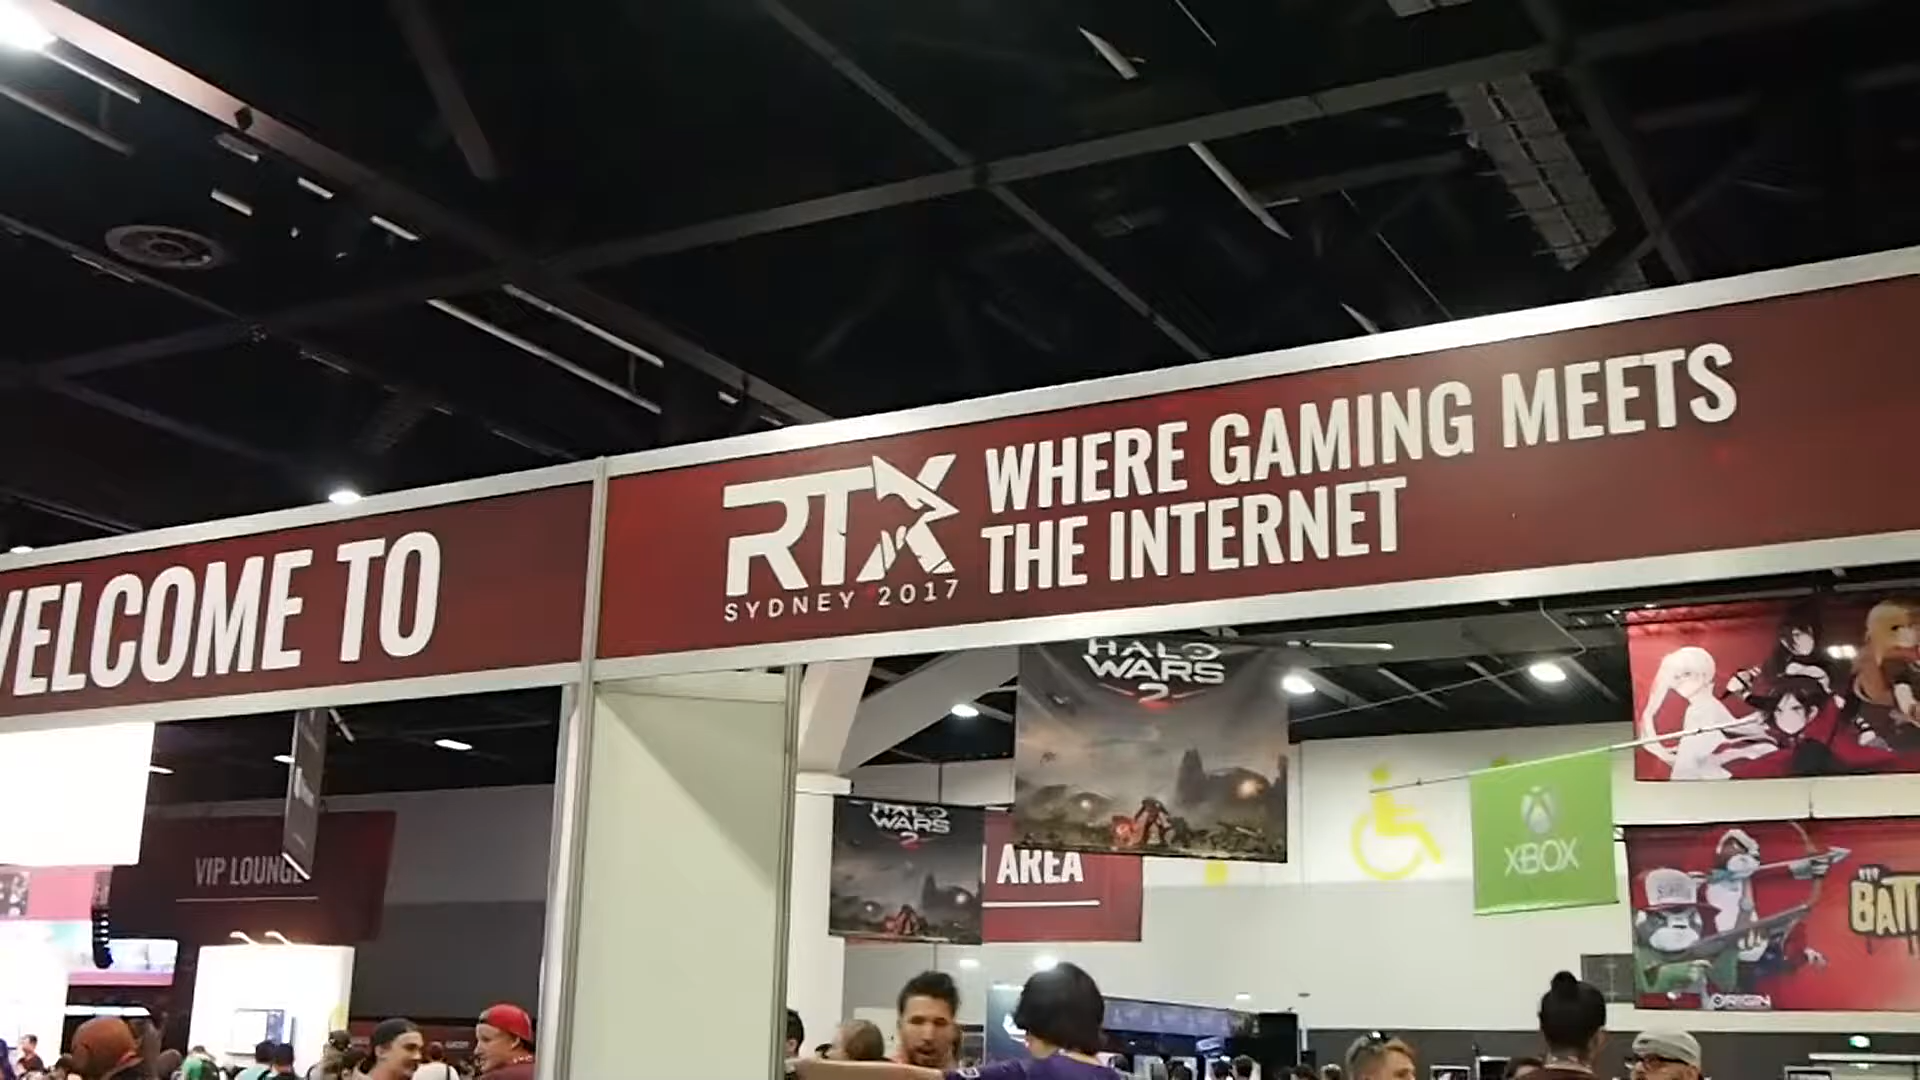 WELCOME TO
RTX
SYDNEY 2017
WHERE GAMING MEETS
THE INTERNET
HALO
WARS
2
HALO
WARS
2
VIP LOUNGE
AREA
XBOX
ORIGIN